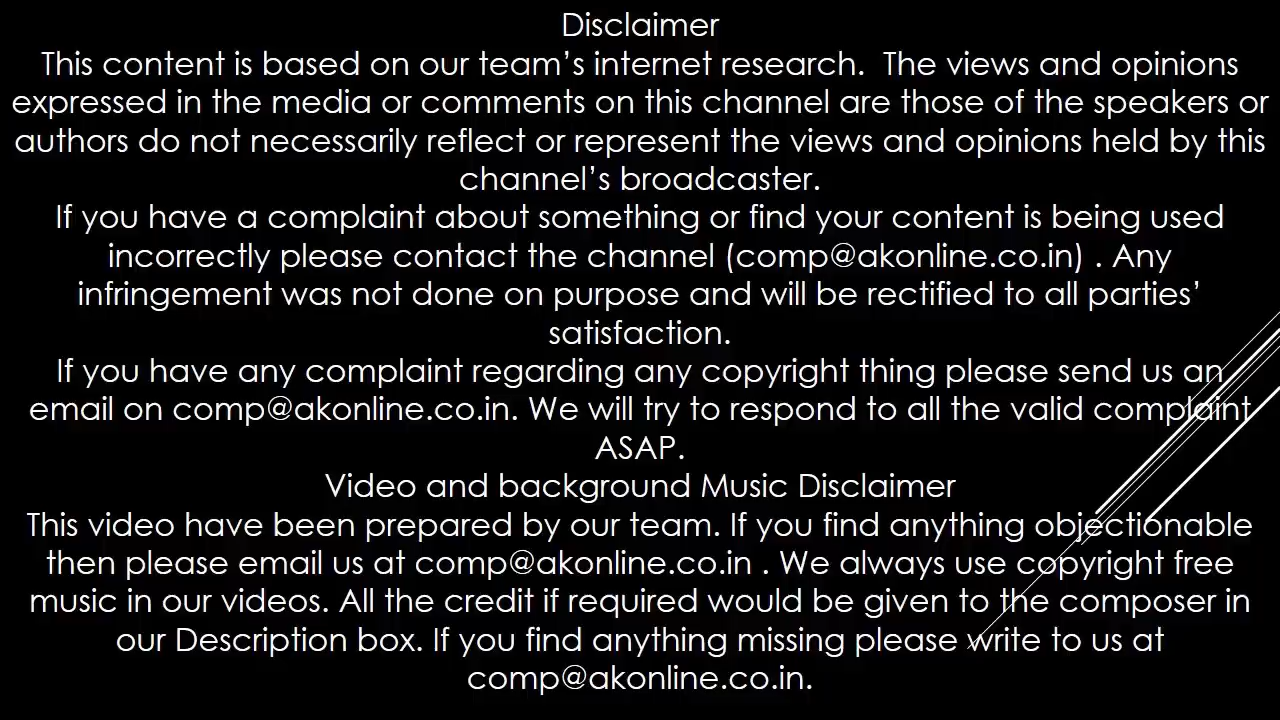 Disclaimer
This content is based on our team’s internet research.  The views and opinions
expressed in the media or comments on this channel are those of the speakers or
authors do not necessarily reflect or represent the views and opinions held by this
channel’s broadcaster.
If you have a complaint about something or find your content is being used
incorrectly please contact the channel (comp@akonline.co.in) . Any
infringement was not done on purpose and will be rectified to all parties’
satisfaction.
If you have any complaint regarding any copyright thing please send us an
email on comp@akonline.co.in. We will try to respond to all the valid complaint
ASAP.
Video and background Music Disclaimer
This video have been prepared by our team. If you find anything objectionable
then please email us at comp@akonline.co.in . We always use copyright free
music in our videos. All the credit if required would be given to the composer in
our Description box. If you find anything missing please write to us at
comp@akonline.co.in.